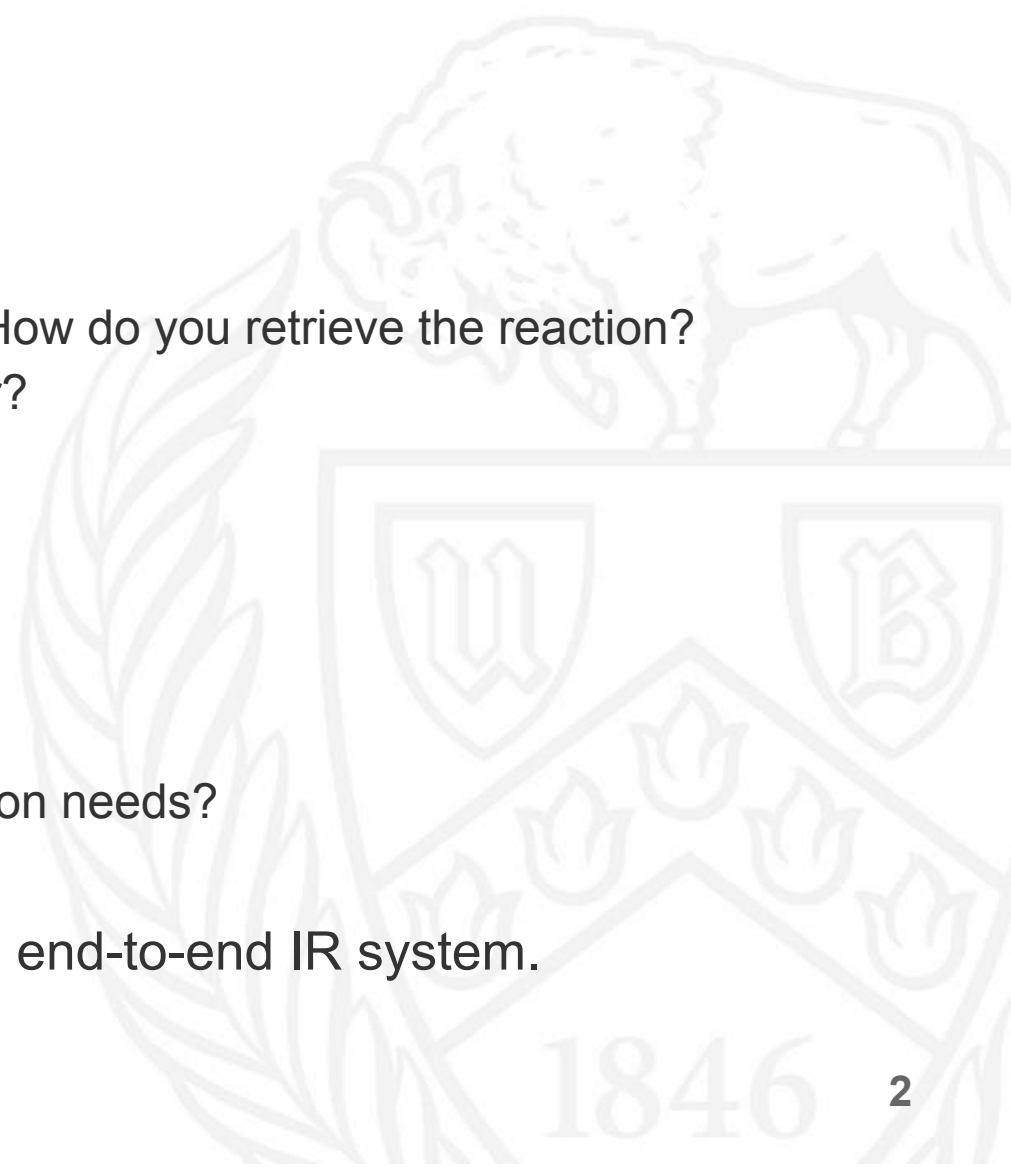 How do you retrieve the reaction?
?
on needs?
end-to-end IR system.
U B
1846
2